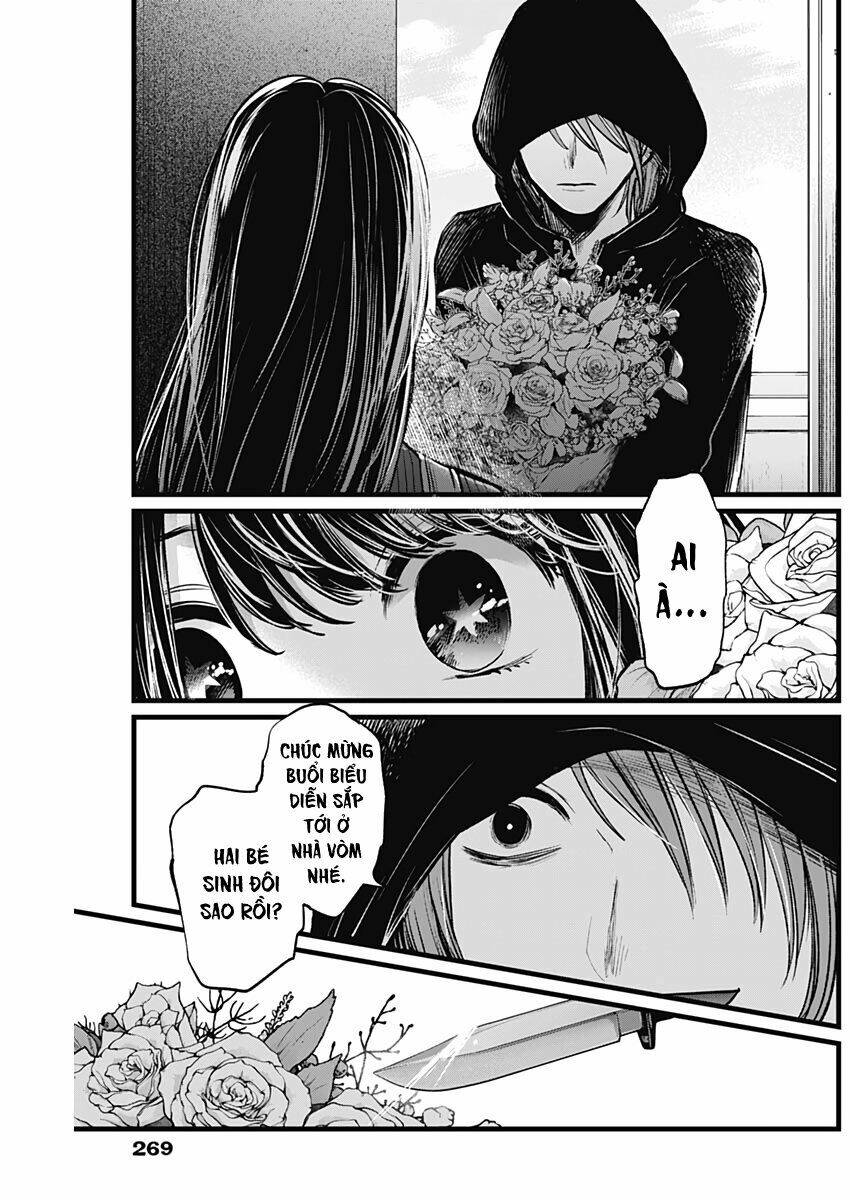 AI
À...
CHÚC MỪNG
BUỔI BIỂU
DIỄN SẮP
TỚI Ở
NHÀ VÒM
NHÉ.
HAI BÉ
SINH ĐÔI
SAO RỒI?
269